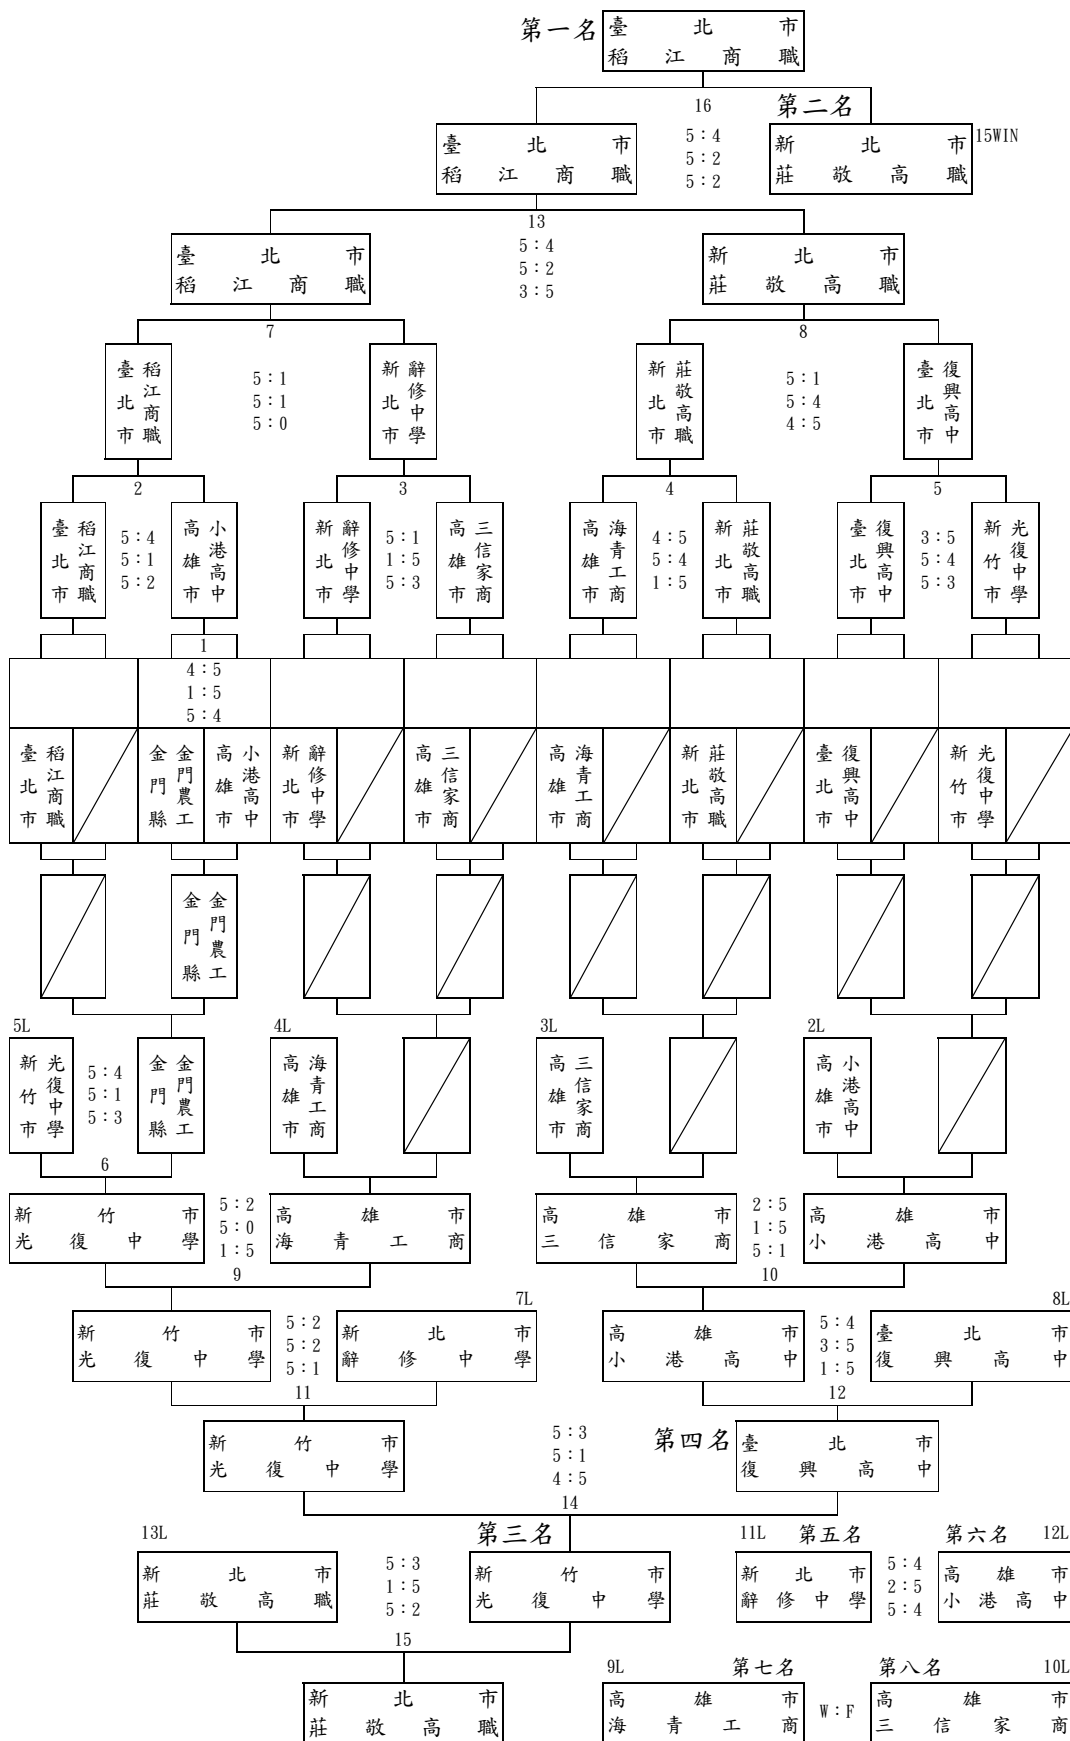 第一名
臺北市
稻江商職
16
第二名
臺北市
稻江商職
5：4
5：2
5：2
新北市
莊敬高職
15WIN
13
5：4
5：2
3：5
臺北市
稻江商職
新北市
莊敬高職
7
8
臺北市
稻江商職
5：1
5：1
5：0
新北市
辭修中學
新北市
莊敬高職
5：1
5：4
4：5
臺北市
復興高中
2
3
4
5
臺北市
稻江商職
5：4
5：1
5：2
高雄市
小港高中
新北市
辭修中學
5：1
1：5
5：3
高雄市
三信家商
高雄市
海青工商
4：5
5：4
1：5
新北市
莊敬高職
臺北市
復興高中
3：5
5：4
5：3
新竹市
光復中學
1
4：5
1：5
5：4
臺北市
稻江商職
金門縣
金門農工
高雄市
小港高中
新北市
辭修中學
高雄市
三信家商
高雄市
海青工商
新北市
莊敬高職
臺北市
復興高中
新竹市
光復中學
金門縣
金門農工
5L
4L
3L
2L
新竹市
光復中學
5：4
5：1
5：3
金門縣
金門農工
高雄市
海青工商
高雄市
三信家商
高雄市
小港高中
6
新竹市
光復中學
5：2
5：0
1：5
高雄市
海青工商
高雄市
三信家商
2：5
1：5
5：1
高雄市
小港高中
9
10
7L
8L
新竹市
光復中學
5：2
5：2
5：1
新北市
辭修中學
高雄市
小港高中
5：4
3：5
1：5
臺北市
復興高中
11
12
新竹市
光復中學
5：3
5：1
4：5
第四名
臺北市
復興高中
14
13L
第三名
11L
第五名
第六名
12L
新北市
莊敬高職
5：3
1：5
5：2
新竹市
光復中學
新北市
辭修中學
5：4
2：5
5：4
高雄市
小港高中
15
9L
第七名
第八名
10L
新北市
莊敬高職
高雄市
海青工商
W：F
高雄市
三信家商